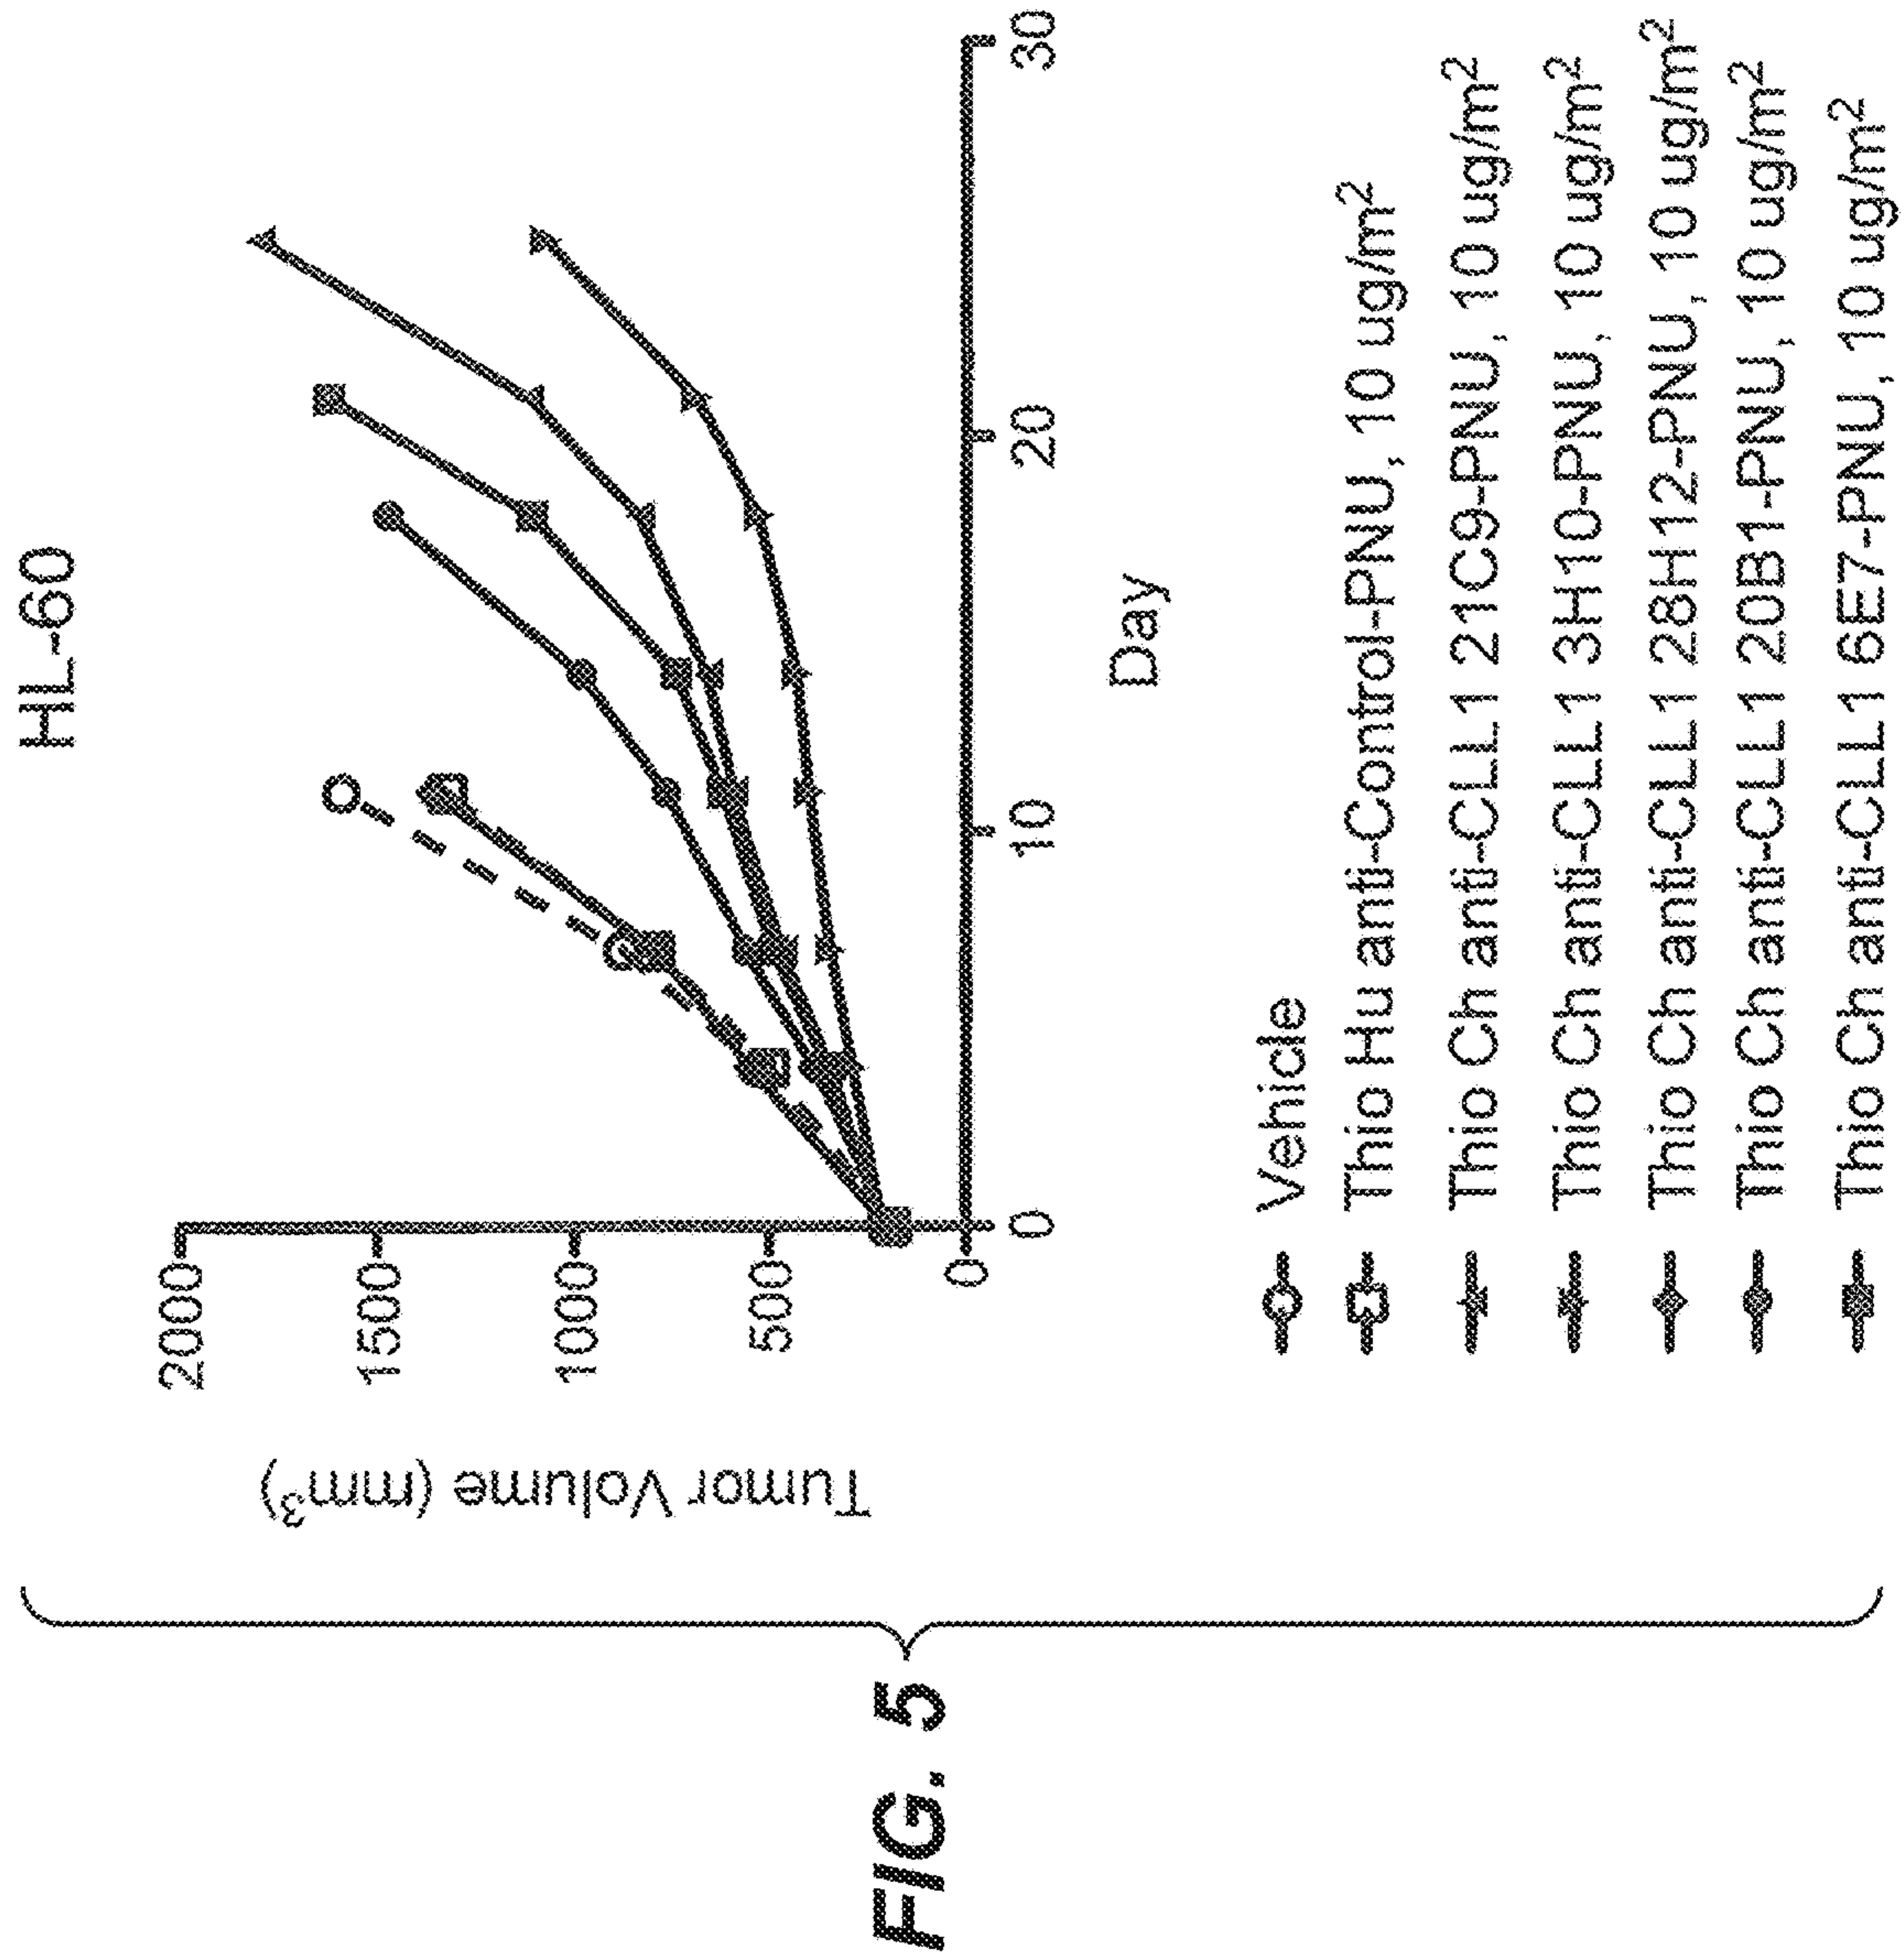 FIG. 5
HL-60
Tumor Volume (mm³)
2000
1500
1000
500
0
0
10
20
30
Day
Vehicle
Thio Hu anti-Control-PNU, 10 ug/m²
Thio Ch anti-CLL1 21C9-PNU, 10 ug/m²
Thio Ch anti-CLL1 3H10-PNU, 10 ug/m²
Thio Ch anti-CLL1 28H12-PNU, 10 ug/m²
Thio Ch anti-CLL1 20B1-PNU, 10 ug/m²
Thio Ch anti-CLL1 6E7-PNU, 10 ug/m²